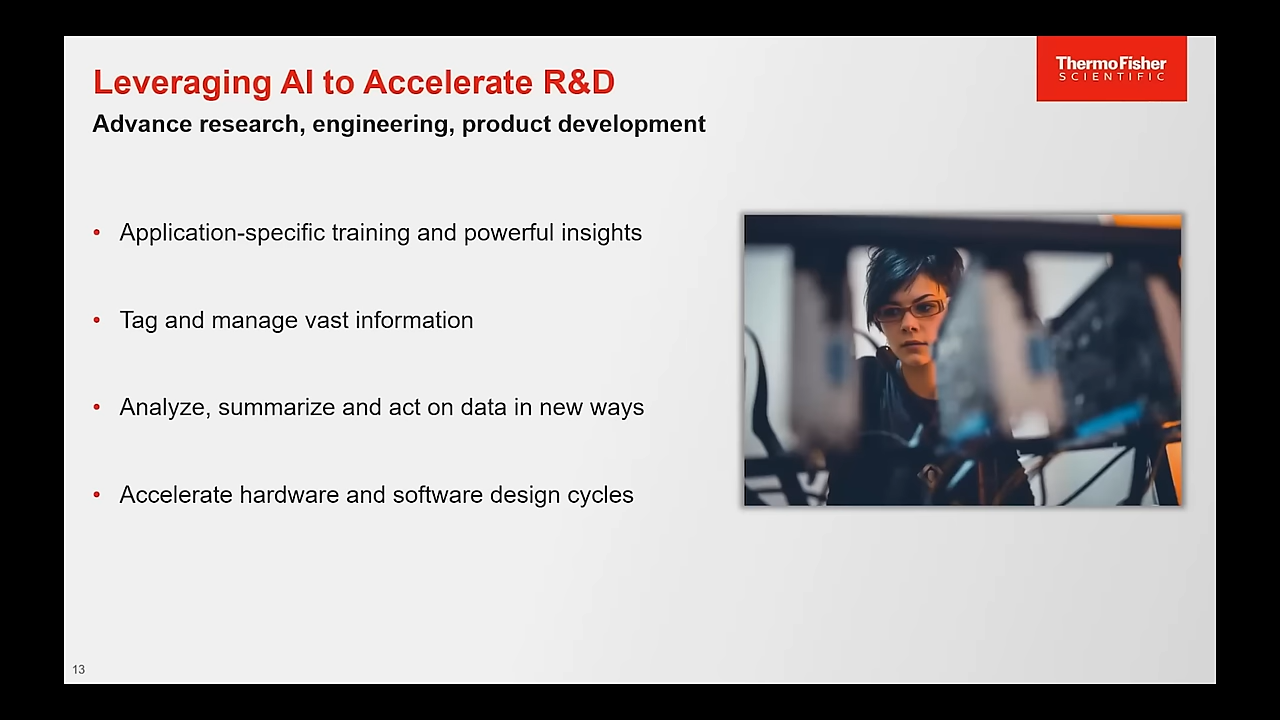 Leveraging AI to Accelerate R&D
ThermoFisher
SCIENTIFIC
Advance research, engineering, product development
• Application-specific training and powerful insights
• Tag and manage vast information
• Analyze, summarize and act on data in new ways
• Accelerate hardware and software design cycles
13